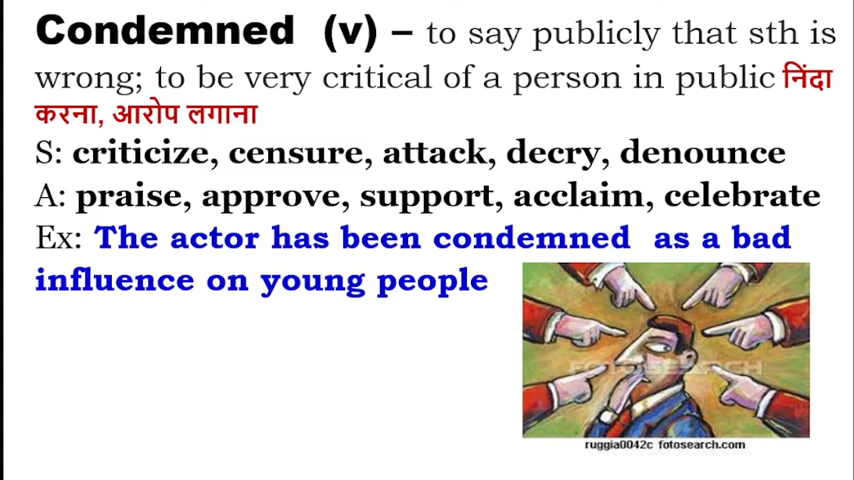 Condemned (v) – to say publicly that sth is
wrong; to be very critical of a person in public निंदा
करना, आरोप लगाना
S: criticize, censure, attack, decry, denounce
A: praise, approve, support, acclaim, celebrate
Ex: The actor has been condemned as a bad
influence on young people
FOTOSEARCH
ruggia0042c fotosearch.com